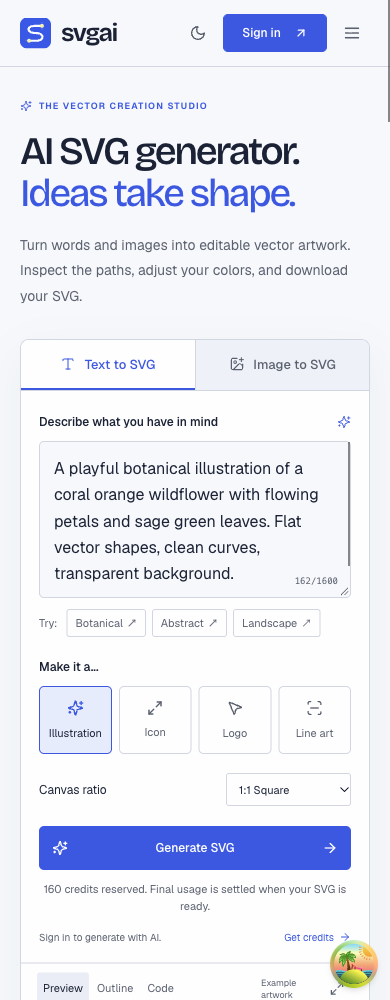 svgai
Sign in
THE VECTOR CREATION STUDIO
AI SVG generator.
Ideas take shape.
Turn words and images into editable vector artwork.
Inspect the paths, adjust your colors, and download
your SVG.
Text to SVG
Image to SVG
Describe what you have in mind
A playful botanical illustration of a
coral orange wildflower with flowing
petals and sage green leaves. Flat
vector shapes, clean curves,
transparent background.
162/1600
Try:
Botanical ↗
Abstract ↗
Landscape ↗
Make it a...
Illustration
Icon
Logo
Line art
Canvas ratio
1:1 Square
Generate SVG
160 credits reserved. Final usage is settled when your SVG is
ready.
Sign in to generate with AI.
Get credits
Preview
Outline
Code
Example
artwork